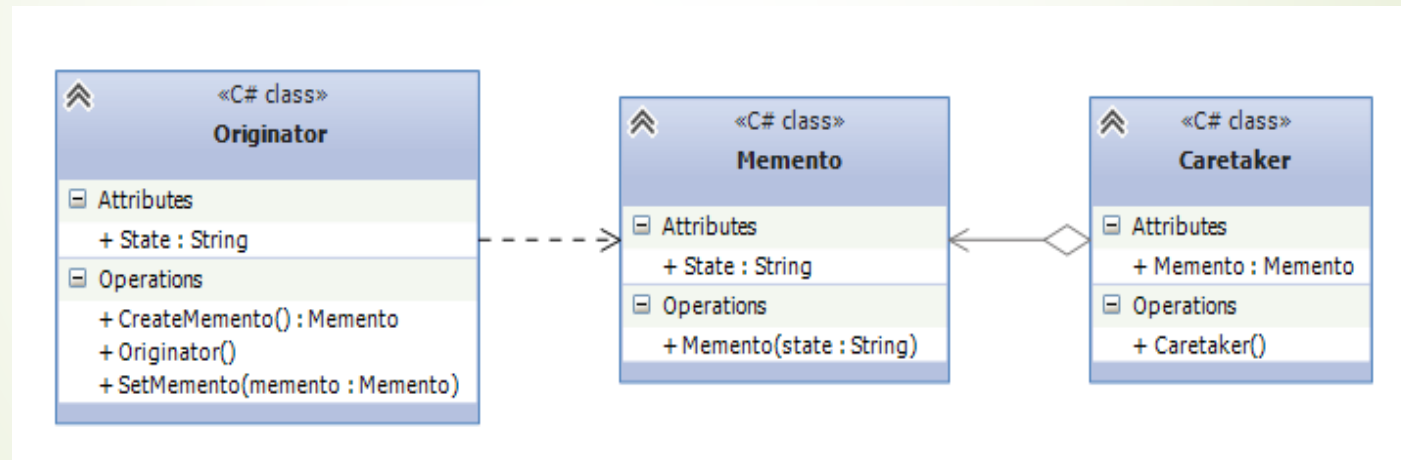 «C# class»
Originator
Attributes
+ State : String
Operations
+ CreateMemento() : Memento
+ Originator()
+ SetMemento(memento : Memento)
«C# class»
Memento
Attributes
+ State : String
Operations
+ Memento(state : String)
«C# class»
Caretaker
Attributes
+ Memento : Memento
Operations
+ Caretaker()